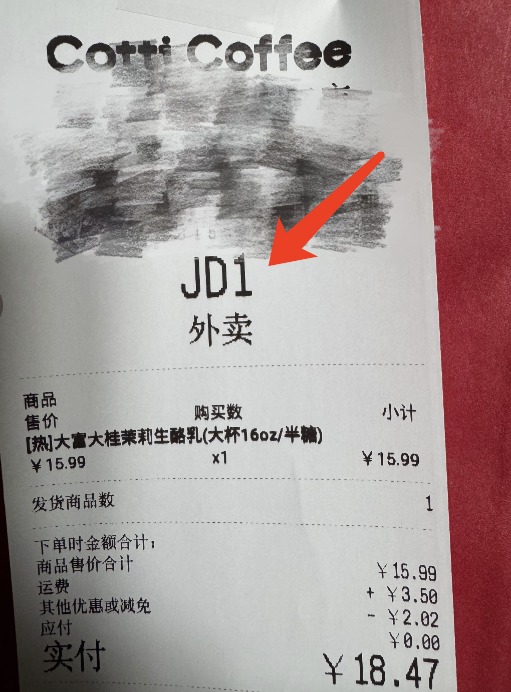 Cotti Coffee
JD1
外卖
商品
售价 购买数 小计
[热]大富大桂茉莉生酪乳(大杯16oz/半糖)
￥15.99 x1 ￥15.99
发货商品数 1
下单时金额合计：
商品售价合计 ￥15.99
运费 + ￥3.50
其他优惠或减免 - ￥2.02
应付 ￥0.00
实付 ￥18.47